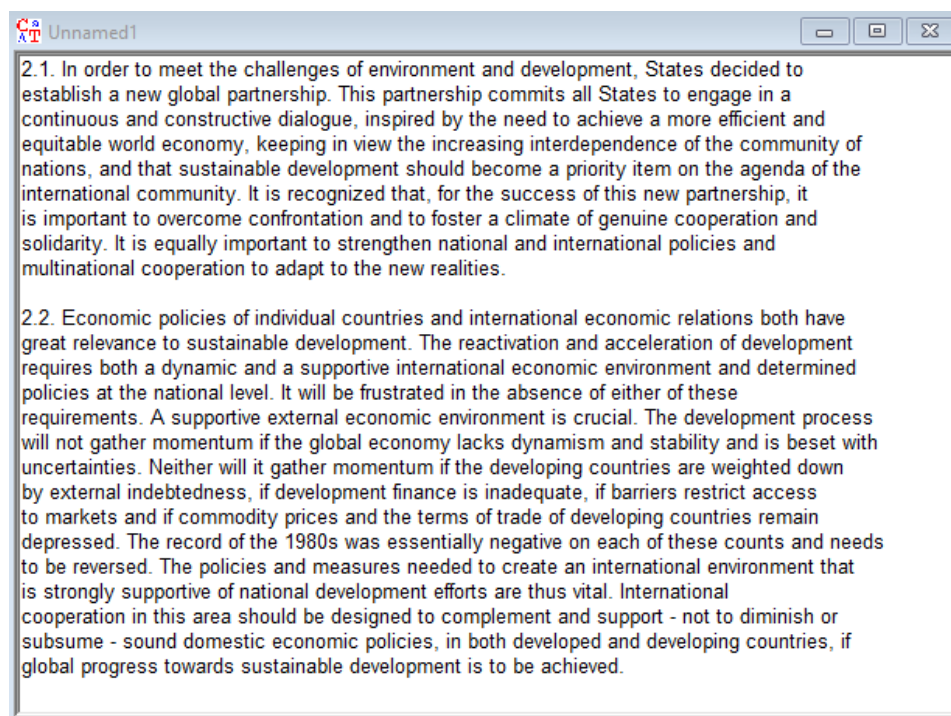 Unnamed1
2.1. In order to meet the challenges of environment and development, States decided to
establish a new global partnership. This partnership commits all States to engage in a
continuous and constructive dialogue, inspired by the need to achieve a more efficient and
equitable world economy, keeping in view the increasing interdependence of the community of
nations, and that sustainable development should become a priority item on the agenda of the
international community. It is recognized that, for the success of this new partnership, it
is important to overcome confrontation and to foster a climate of genuine cooperation and
solidarity. It is equally important to strengthen national and international policies and
multinational cooperation to adapt to the new realities.
2.2. Economic policies of individual countries and international economic relations both have
great relevance to sustainable development. The reactivation and acceleration of development
requires both a dynamic and a supportive international economic environment and determined
policies at the national level. It will be frustrated in the absence of either of these
requirements. A supportive external economic environment is crucial. The development process
will not gather momentum if the global economy lacks dynamism and stability and is beset with
uncertainties. Neither will it gather momentum if the developing countries are weighted down
by external indebtedness, if development finance is inadequate, if barriers restrict access
to markets and if commodity prices and the terms of trade of developing countries remain
depressed. The record of the 1980s was essentially negative on each of these counts and needs
to be reversed. The policies and measures needed to create an international environment that
is strongly supportive of national development efforts are thus vital. International
cooperation in this area should be designed to complement and support - not to diminish or
subsume - sound domestic economic policies, in both developed and developing countries, if
global progress towards sustainable development is to be achieved.